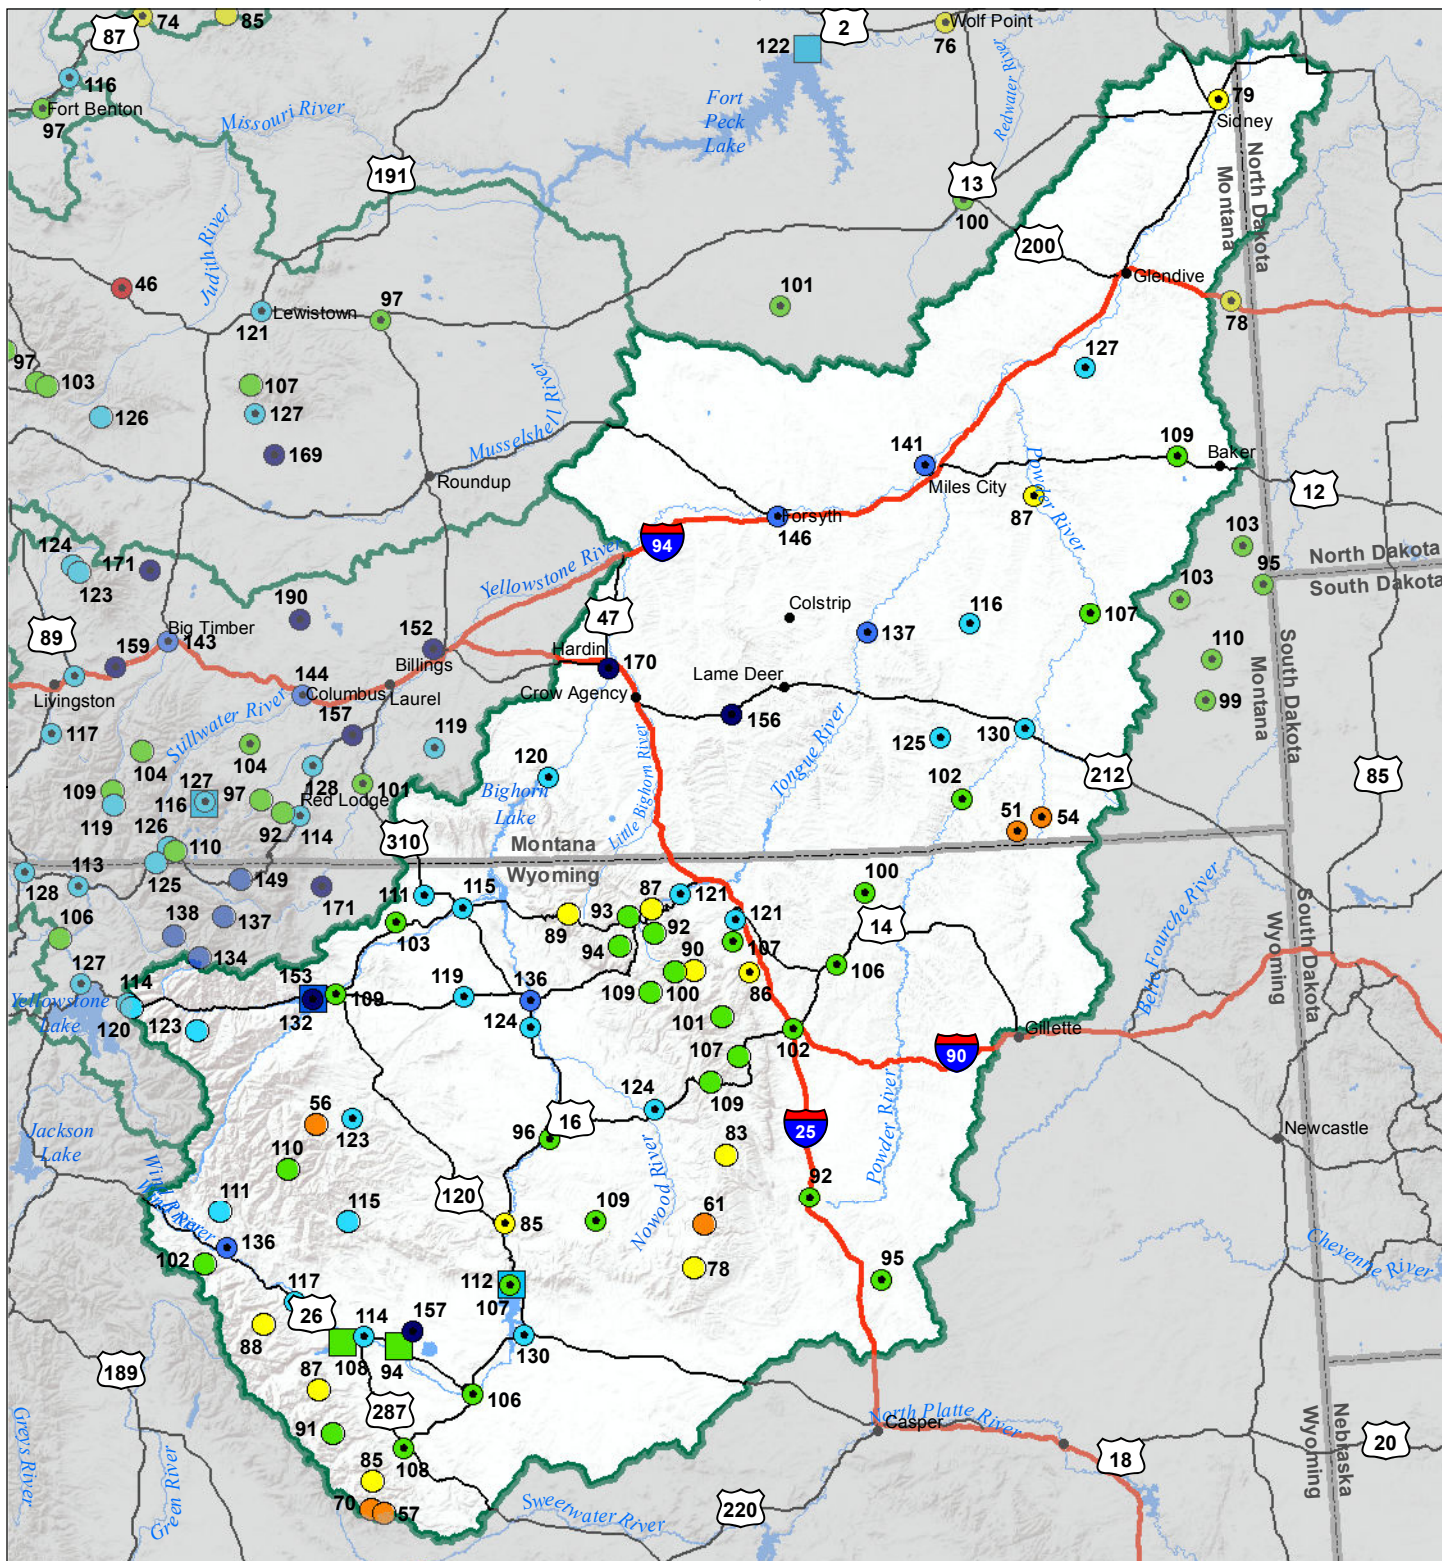 74
85
87
2
Wolf Point
76
122
116
Fort Benton
97
Missouri River
Fort
Peck
Lake
Redwater River
79
Sidney
191
13
100
North Dakota
Montana
Judith River
200
Glendive
46
121
Lewistown
97
101
78
97
103
107
127
126
127
169
Musselshell River
141
109
Baker
Roundup
Miles City
87
Powder River
12
Forsyth
146
94
103
124
123
171
Yellowstone River
95
North Dakota
South Dakota
103
89
190
47
Colstrip
116
107
Big Timber
143
159
152
Billings
Hardin
170
137
110
South Dakota
Montana
Livingston
144
Columbus
Laurel
Crow Agency
Lame Deer
156
99
117
Stillwater River
157
119
125
130
104
104
128
120
Bighorn
Lake
Little Bighorn River
Tongue River
102
212
85
109
119
127
116
97
92
Red Lodge
114
101
51
54
126
110
125
310
Montana
Wyoming
128
113
149
171
111
115
87
121
100
106
138
137
103
89
93
92
121
14
Belle Fourche River
South Dakota
Wyoming
134
94
90
107
106
127
114
153
109
119
136
109
100
86
Yellowstone
Lake
120
123
132
124
101
102
Gillette
90
107
56
123
124
109
16
25
Powder River
Newcastle
Jackson
Lake
110
96
83
Wind River
Wind River
111
115
120
85
109
Nowood River
61
92
136
102
78
95
Cheyenne River
117
26
112
107
88
114
157
108
94
130
189
87
106
287
91
108
North Platte River
Casper
18
20
Nebraska
Wyoming
Greys River
Green River
85
70
57
Sweetwater River
220